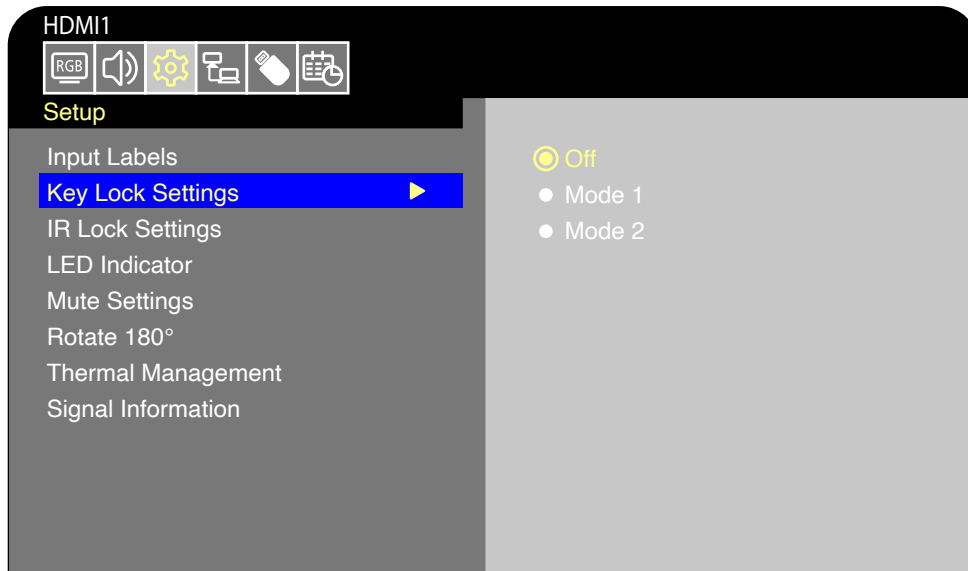 HDMI1
RGB
Setup
Input Labels
Key Lock Settings
IR Lock Settings
LED Indicator
Mute Settings
Rotate 180°
Thermal Management
Signal Information
Off
Mode 1
Mode 2